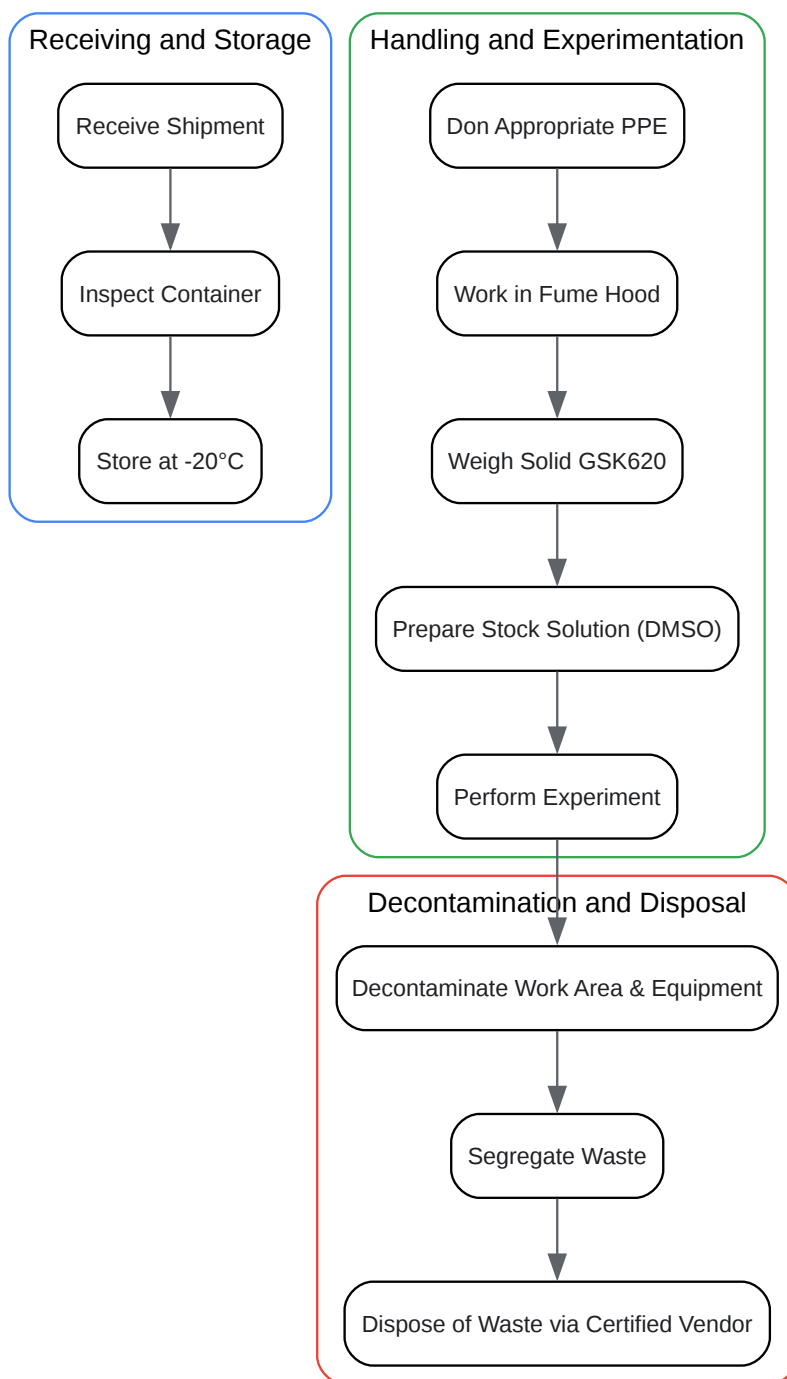 Receiving and Storage
Receive Shipment
Inspect Container
Store at -20°C
Handling and Experimentation
Don Appropriate PPE
Work in Fume Hood
Weigh Solid GSK620
Prepare Stock Solution (DMSO)
Perform Experiment
Decontamination and Disposal
Decontaminate Work Area & Equipment
Segregate Waste
Dispose of Waste via Certified Vendor